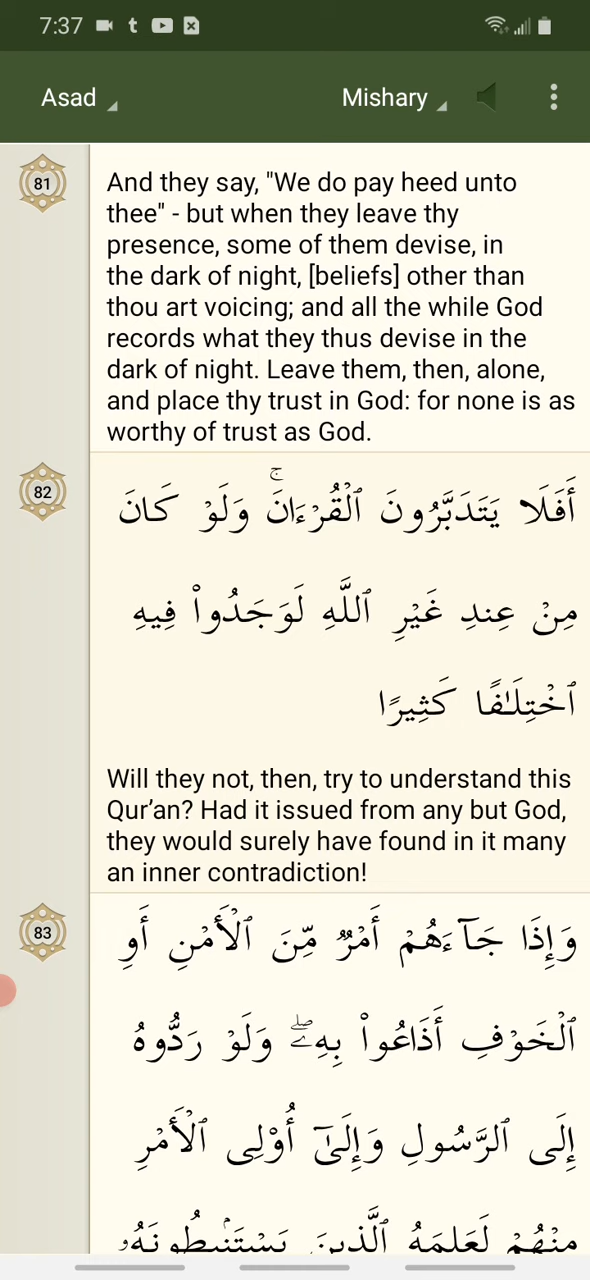 7:37
Asad Mishary
81
And they say, "We do pay heed unto
thee" - but when they leave thy
presence, some of them devise, in
the dark of night, [beliefs] other than
thou art voicing; and all the while God
records what they thus devise in the
dark of night. Leave them, then, alone,
and place thy trust in God: for none is as
worthy of trust as God.
82
أَفَلَا يَتَدَبَّرُونَ ٱلْقُرْءَانَ ۚ وَلَوْ كَانَ
مِنْ عِندِ غَيْرِ ٱللَّهِ لَوَجَدُوا۟ فِيهِ
ٱخْتِلَـٰفًا كَثِيرًا
Will they not, then, try to understand this
Qur’an? Had it issued from any but God,
they would surely have found in it many
an inner contradiction!
83
وَإِذَا جَآءَهُمْ أَمْرٌ مِّنَ ٱلْأَمْنِ أَوِ
ٱلْخَوْفِ أَذَاعُوا۟ بِهِۦ ۖ وَلَوْ رَدُّوهُ
إِلَى ٱلرَّسُولِ وَإِلَىٰٓ أُو۟لِى ٱلْأَمْرِ
مِنْهُمْ لَعَلِمَهُ ٱلَّذِينَ يَسْتَنۢبِطُونَهُۥ